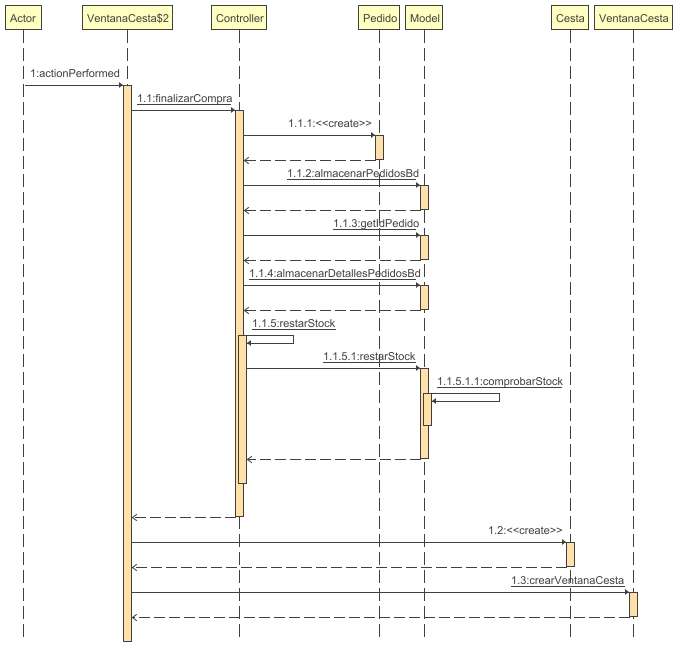 Actor VentanaCesta$2 Controller Pedido Model Cesta VentanaCesta
1:actionPerformed
1.1:finalizarCompra
1.1.1:<<create>>
1.1.2:almacenarPedidosBd
1.1.3:getIdPedido
1.1.4:almacenarDetallesPedidosBd
1.1.5:restarStock
1.1.5.1:restarStock
1.1.5.1.1:comprobarStock
1.2:<<create>>
1.3:crearVentanaCesta